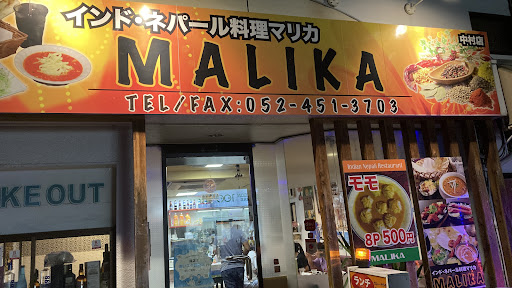 インド・ネパール料理マリカ
中村店
MALIKA
TEL/FAX:052-451-3703
KE OUT
Indian Nepali Restaurant
モモ
8P 500円
MALIKA
ランチ
インド・ネパール料理マリカ
MALIKA